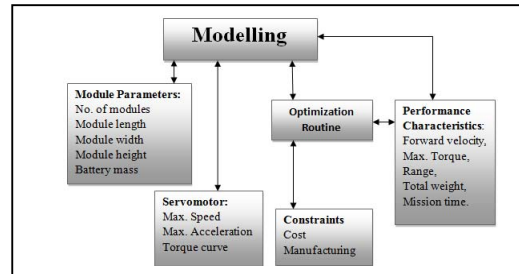 Modelling
Module Parameters:
No. of modules
Module length
Module width
Module height
Battery mass
Optimization
Routine
Performance
Characteristics:
Forward velocity,
Max. Torque,
Range,
Total weight,
Mission time.
Servomotor:
Max. Speed
Max. Acceleration
Torque curve
Constraints
Cost
Manufacturing